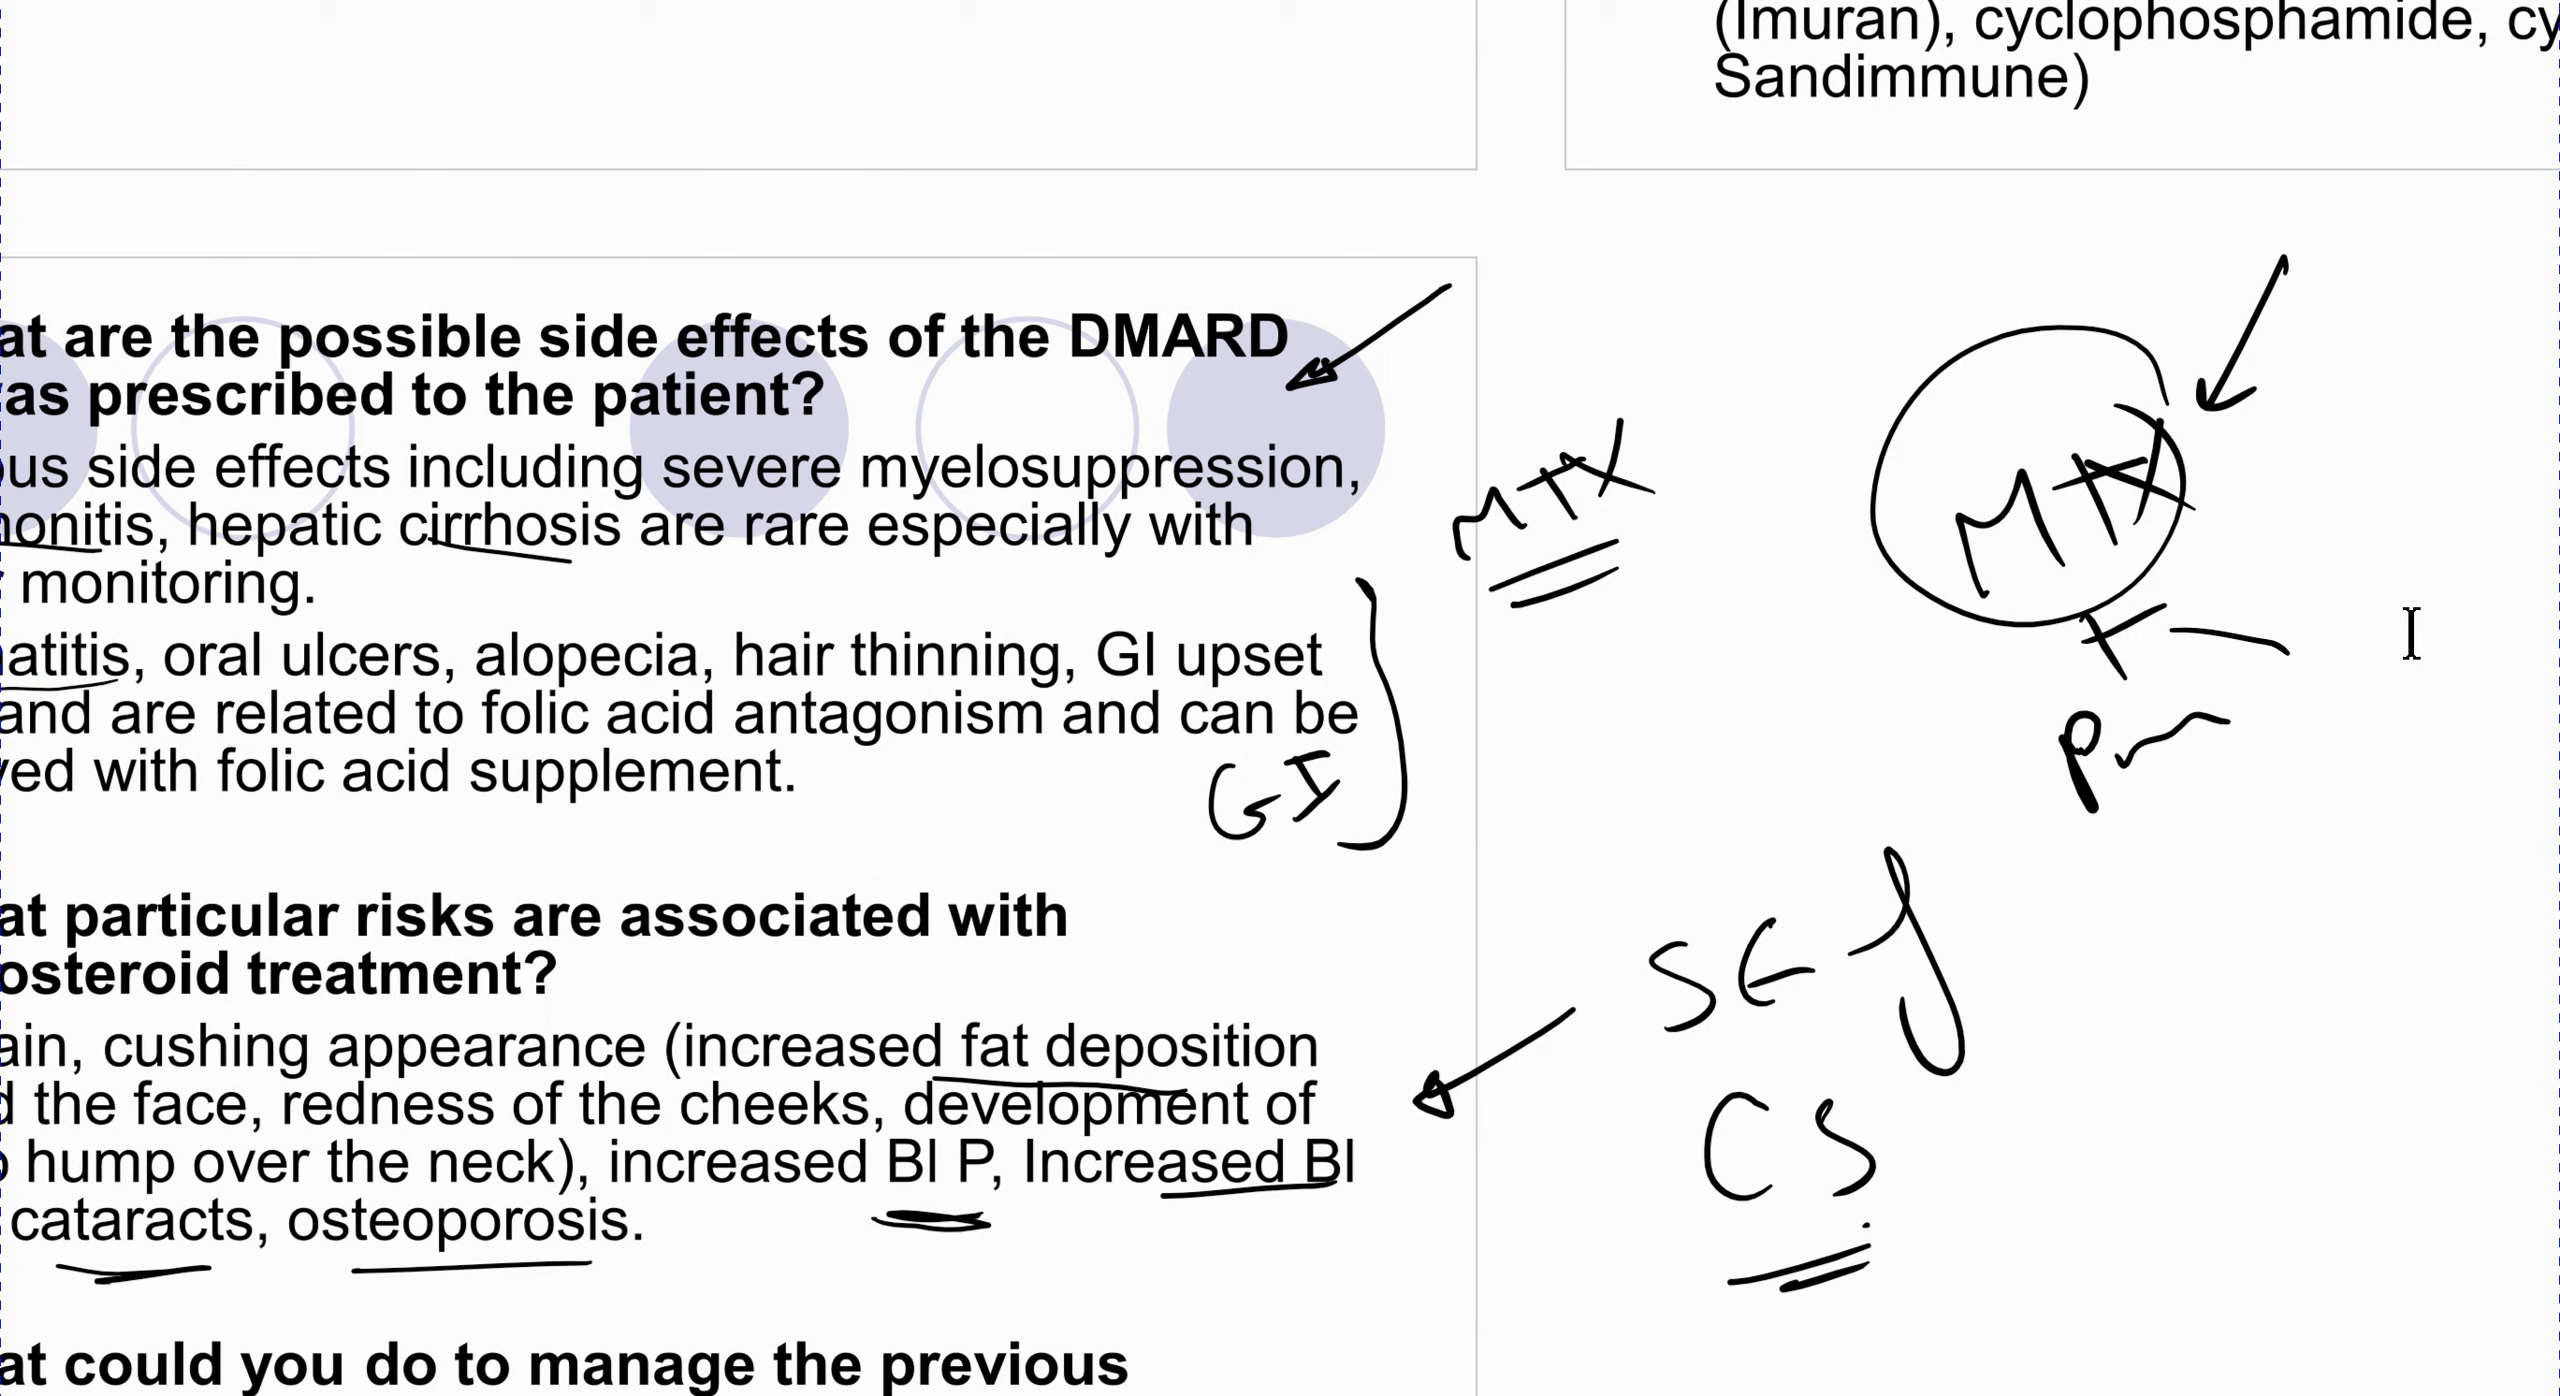 (Imuran), cyclophosphamide, cy
Sandimmune)
at are the possible side effects of the DMARD
as prescribed to the patient?
ous side effects including severe myelosuppression,
onitis, hepatic cirrhosis are rare especially with
monitoring.
atitis, oral ulcers, alopecia, hair thinning, GI upset
and are related to folic acid antagonism and can be
ved with folic acid supplement.
GI
MTX
MTX
at particular risks are associated with
osteroid treatment?
ain, cushing appearance (increased fat deposition
d the face, redness of the cheeks, development of
hump over the neck), increased Bl P, Increased Bl
cataracts, osteoporosis.
SE
CS
at could you do to manage the previous